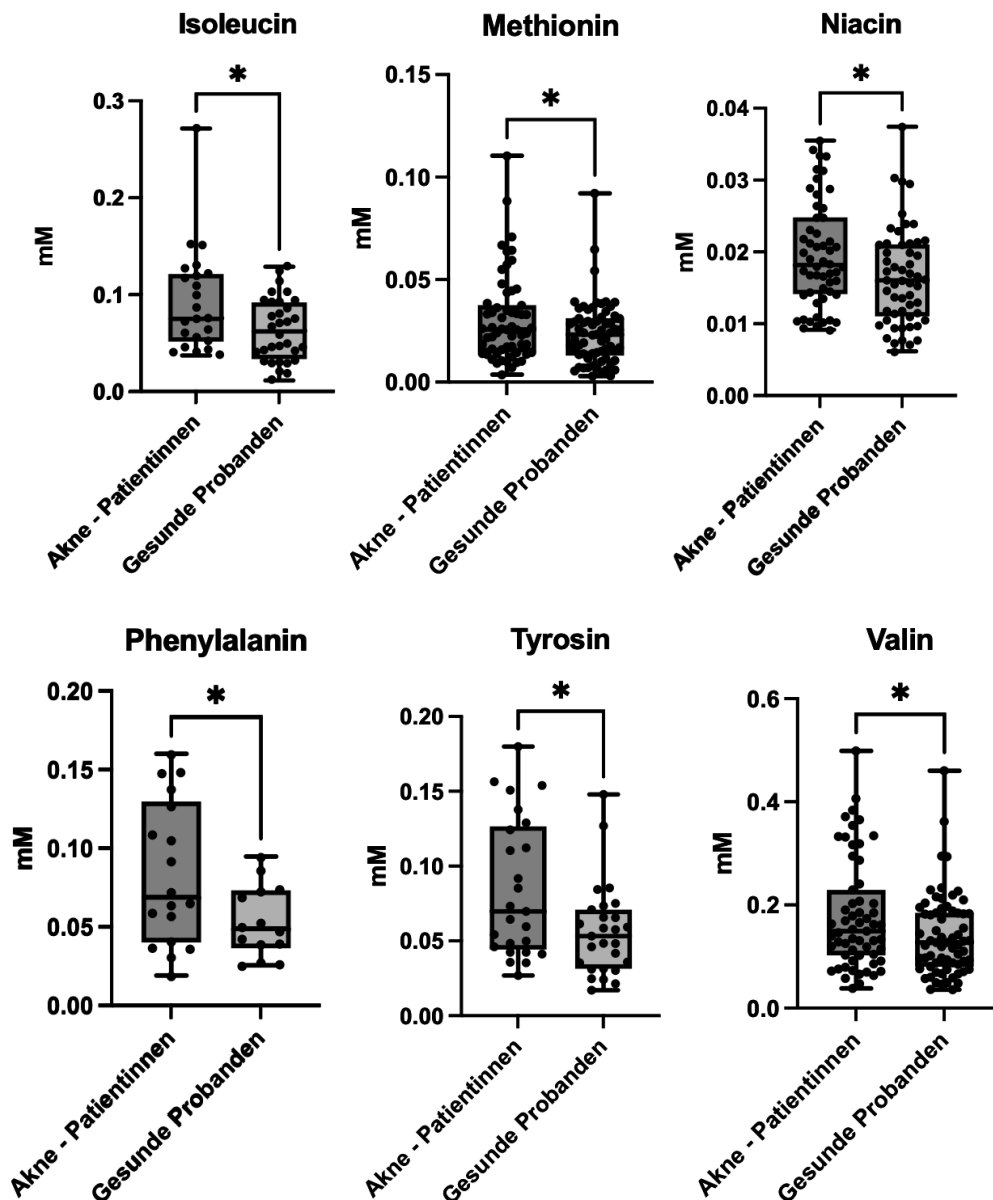 Isoleucin
*
0.3
0.2
0.1
0.0
mM
Akne - Patientinnen
Gesunde Probanden
Methionin
*
0.15
0.10
0.05
0.00
mM
Akne - Patientinnen
Gesunde Probanden
Niacin
*
0.04
0.03
0.02
0.01
0.00
mM
Akne - Patientinnen
Gesunde Probanden
Phenylalanin
*
0.20
0.15
0.10
0.05
0.00
mM
Akne - Patientinnen
Gesunde Probanden
Tyrosin
*
0.20
0.15
0.10
0.05
0.00
mM
Akne - Patientinnen
Gesunde Probanden
Valin
*
0.6
0.4
0.2
0.0
mM
Akne - Patientinnen
Gesunde Probanden